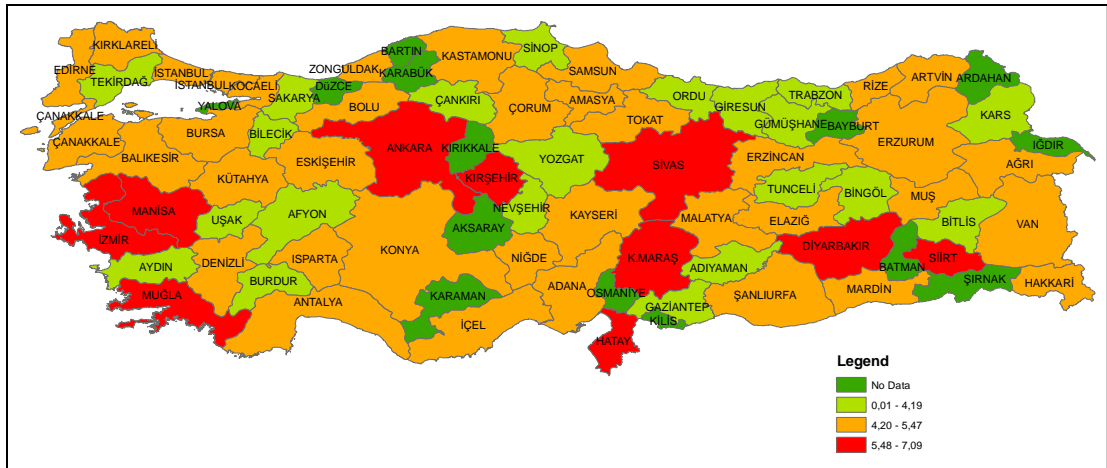 KIRKLARELİ
EDİRNE
TEKİRDAĞ
İSTANBUL
İSTANBUL
KOCAELİ
YALOVA
SAKARYA
DüZCE
ZONGULDAK
BARTIN
KARABÜK
KASTAMONU
SİNOP
SAMSUN
ORDU
GİRESUN
TRABZON
RİZE
ARTVİN
ARDAHAN
KARS
IĞDIR
ÇANAKKALE
ÇANAKKALE
BALIKESİR
BURSA
BİLECİK
BOLU
ÇANKIRI
ÇORUM
AMASYA
TOKAT
GÜMÜŞHANE
BAYBURT
ERZURUM
AĞRI
KÜTAHYA
ESKİŞEHİR
ANKARA
KIRIKKALE
KIRŞEHİR
YOZGAT
SIVAS
ERZİNCAN
TUNCELİ
BİNGÖL
MUŞ
BİTLİS
VAN
MANİSA
İZMİR
UŞAK
AFYON
KONYA
AKSARAY
NEVŞEHİR
KAYSERİ
MALATYA
ELAZIĞ
DİYARBAKIR
BATMAN
SİİRT
ŞIRNAK
HAKKARİ
AYDIN
DENİZLİ
ISPARTA
BURDUR
MUĞLA
ANTALYA
KARAMAN
NİĞDE
İÇEL
ADANA
OSMANİYE
K.MARAŞ
ADIYAMAN
GAZİANTEP
KİLİS
HATAY
ŞANLIURFA
MARDİN
Legend
No Data
0,01 - 4,19
4,20 - 5,47
5,48 - 7,09